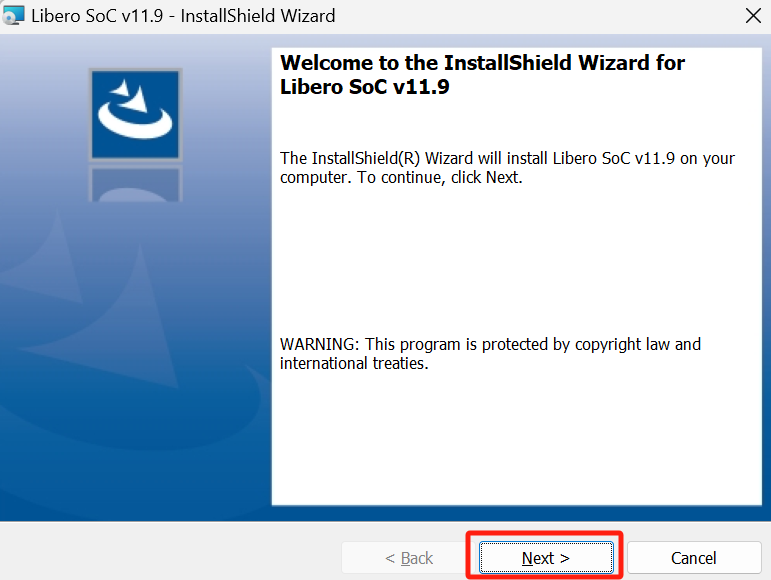 Libero SoC v11.9 - InstallShield Wizard
Welcome to the InstallShield Wizard for
Libero SoC v11.9
The InstallShield(R) Wizard will install Libero SoC v11.9 on your
computer. To continue, click Next.
WARNING: This program is protected by copyright law and
international treaties.
< Back
Next >
Cancel